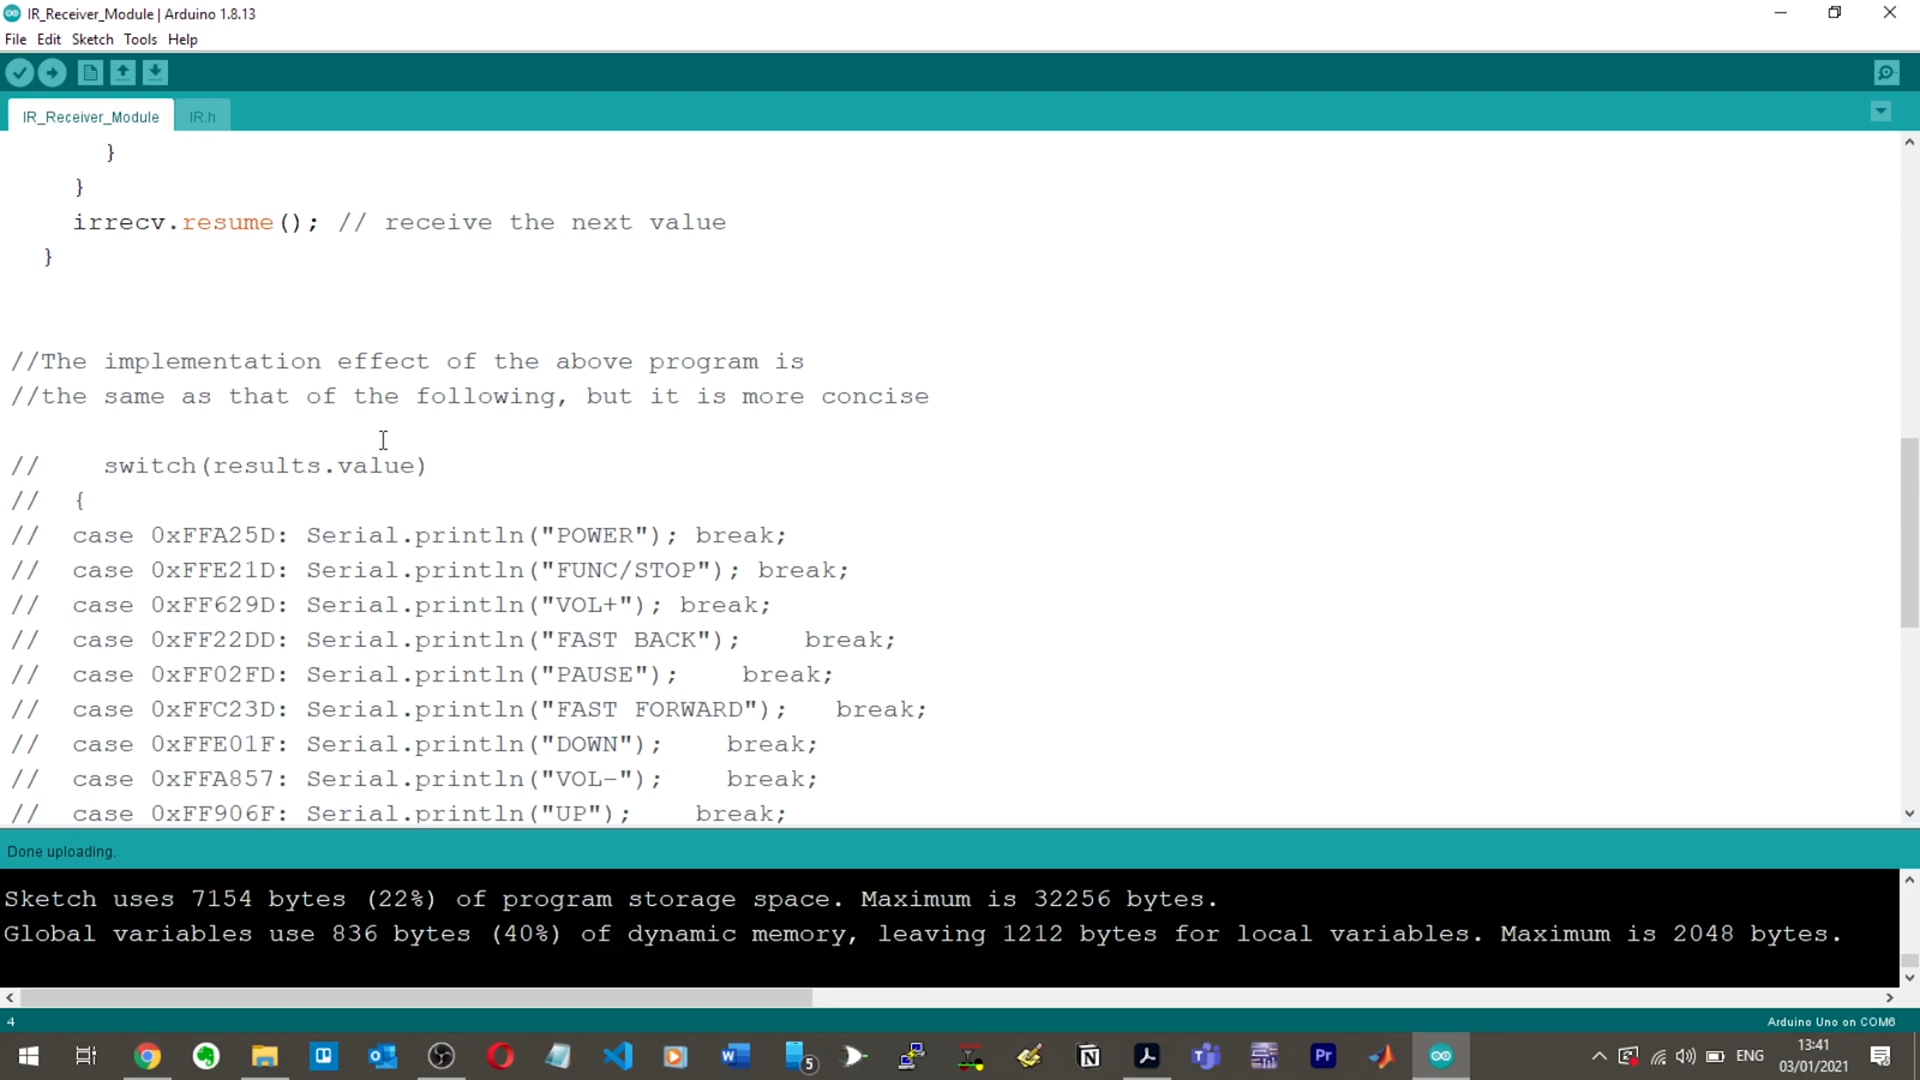 IR_Receiver_Module | Arduino 1.8.13
File Edit Sketch Tools Help
IR_Receiver_Module IR.h
}
}
irrecv.resume(); // receive the next value
}
//The implementation effect of the above program is
//the same as that of the following, but it is more concise
//    switch(results.value)
//  {
//  case 0xFFA25D: Serial.println("POWER"); break;
//  case 0xFFE21D: Serial.println("FUNC/STOP"); break;
//  case 0xFF629D: Serial.println("VOL+"); break;
//  case 0xFF22DD: Serial.println("FAST BACK");    break;
//  case 0xFF02FD: Serial.println("PAUSE");    break;
//  case 0xFFC23D: Serial.println("FAST FORWARD");   break;
//  case 0xFFE01F: Serial.println("DOWN");    break;
//  case 0xFFA857: Serial.println("VOL-");    break;
//  case 0xFF906F: Serial.println("UP");    break;
Done uploading.
Sketch uses 7154 bytes (22%) of program storage space. Maximum is 32256 bytes.
Global variables use 836 bytes (40%) of dynamic memory, leaving 1212 bytes for local variables. Maximum is 2048 bytes.
4 Arduino Uno on COM6
5 Pr ENG 13:41
03/01/2021